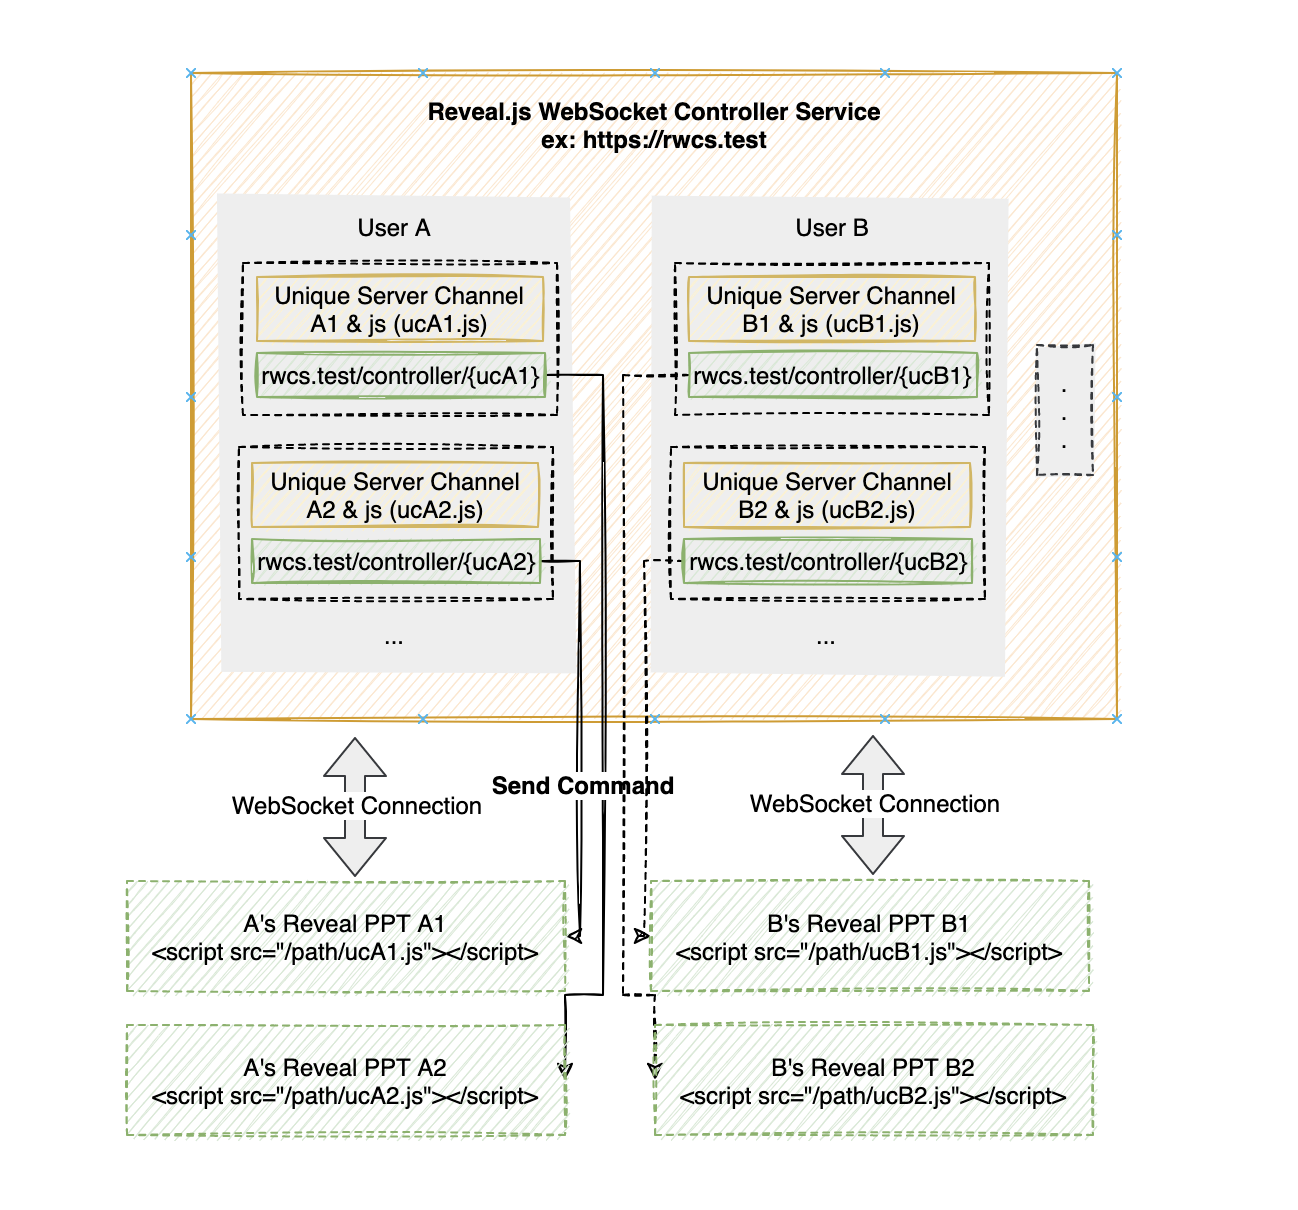 Reveal.js WebSocket Controller Service
ex: https://rwcs.test
User A
Unique Server Channel
A1 & js (ucA1.js)
rwcs.test/controller/{ucA1}
Unique Server Channel
A2 & js (ucA2.js)
rwcs.test/controller/{ucA2}
...
User B
Unique Server Channel
B1 & js (ucB1.js)
rwcs.test/controller/{ucB1}
Unique Server Channel
B2 & js (ucB2.js)
rwcs.test/controller/{ucB2}
...
.
.
.
WebSocket Connection
Send Command
WebSocket Connection
A's Reveal PPT A1
<script src="/path/ucA1.js"></script>
B's Reveal PPT B1
<script src="/path/ucB1.js"></script>
A's Reveal PPT A2
<script src="/path/ucA2.js"></script>
B's Reveal PPT B2
<script src="/path/ucB2.js"></script>